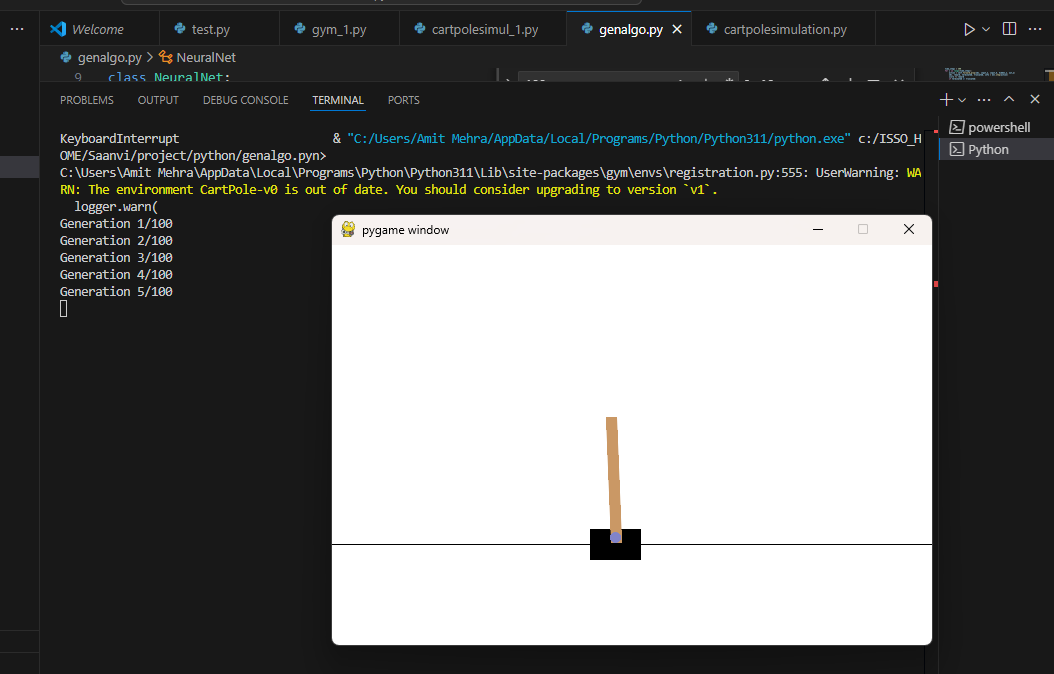 Welcome test.py gym_1.py cartpolesimul_1.py genalgo.py cartpolesimulation.py
genalgo.py > NeuralNet
9 class NeuralNet:
PROBLEMS OUTPUT DEBUG CONSOLE TERMINAL PORTS
KeyboardInterrupt & "C:/Users/Amit Mehra/AppData/Local/Programs/Python/Python311/python.exe" c:/ISSO_H
OME/Saanvi/project/python/genalgo.pyn>
C:\Users\Amit Mehra\AppData\Local\Programs\Python\Python311\Lib\site-packages\gym\envs\registration.py:555: UserWarning: WA
RN: The environment CartPole-v0 is out of date. You should consider upgrading to version `v1`.
logger.warn(
Generation 1/100
Generation 2/100
Generation 3/100
Generation 4/100
Generation 5/100
powershell
Python
pygame window